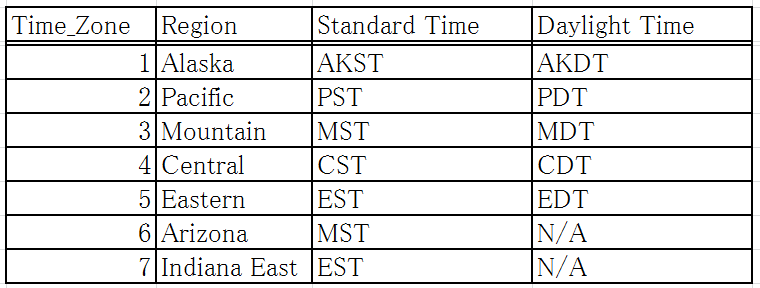 Time_Zone Region Standard Time Daylight Time
1 Alaska AKST AKDT
2 Pacific PST PDT
3 Mountain MST MDT
4 Central CST CDT
5 Eastern EST EDT
6 Arizona MST N/A
7 Indiana East EST N/A